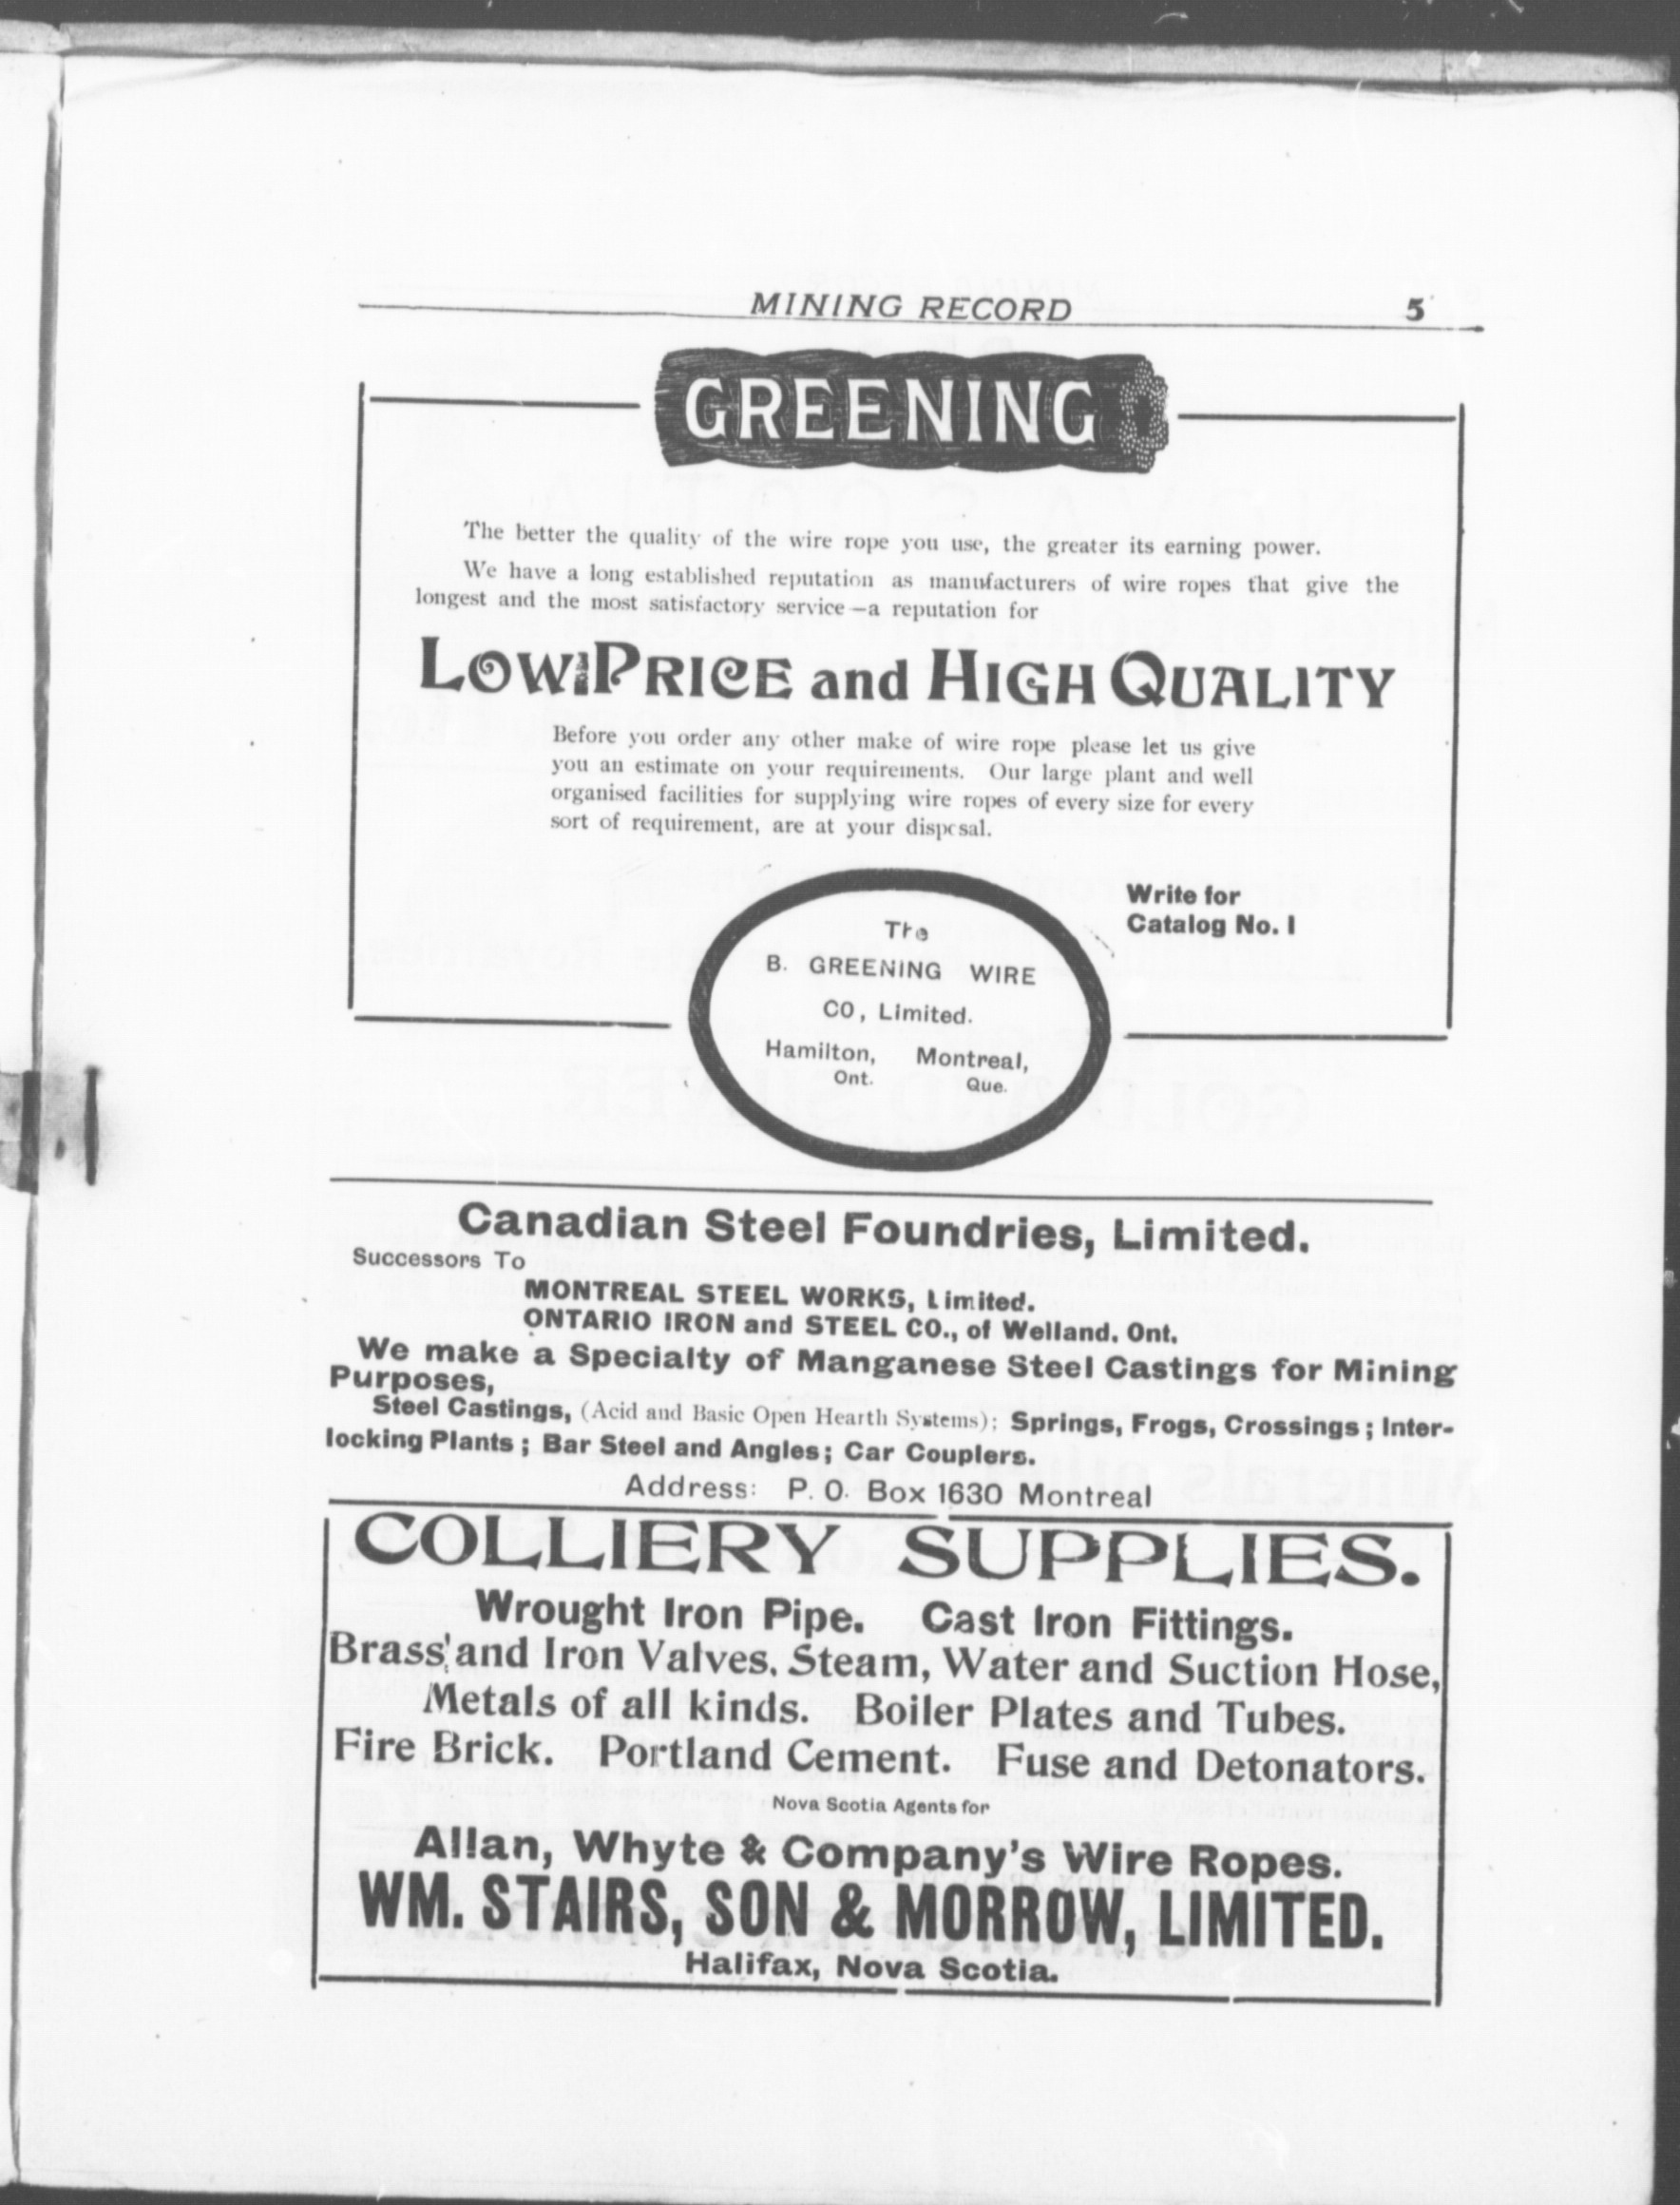 MINING RECORD 5
GREENING
The better the quality of the wire rope you use, the greater its earning power.
We have a long established reputation as manufacturers of wire ropes that give the
longest and the most satisfactory service—a reputation for
LOW PRICE and HIGH QUALITY
Before you order any other make of wire rope please let us give
you an estimate on your requirements. Our large plant and well
organised facilities for supplying wire ropes of every size for every
sort of requirement, are at your disposal.
Write for
Catalog No. I
The
B. GREENING WIRE
CO, Limited.
Hamilton, Montreal,
Ont. Que.
Canadian Steel Foundries, Limited.
Successors To
MONTREAL STEEL WORKS, Limited.
ONTARIO IRON and STEEL CO., of Welland. Ont.
We make a Specialty of Manganese Steel Castings for Mining
Purposes,
Steel Castings, (Acid and Basic Open Hearth Systems); Springs, Frogs, Crossings; Inter-
locking Plants; Bar Steel and Angles; Car Couplers.
Address: P. O. Box 1630 Montreal
COLLIERY SUPPLIES.
Wrought Iron Pipe. Cast Iron Fittings.
Brass and Iron Valves. Steam, Water and Suction Hose,
Metals of all kinds. Boiler Plates and Tubes.
Fire Brick. Portland Cement. Fuse and Detonators.
Nova Scotia Agents for
Allan, Whyte & Company's Wire Ropes.
WM. STAIRS, SON & MORROW, LIMITED.
Halifax, Nova Scotia.